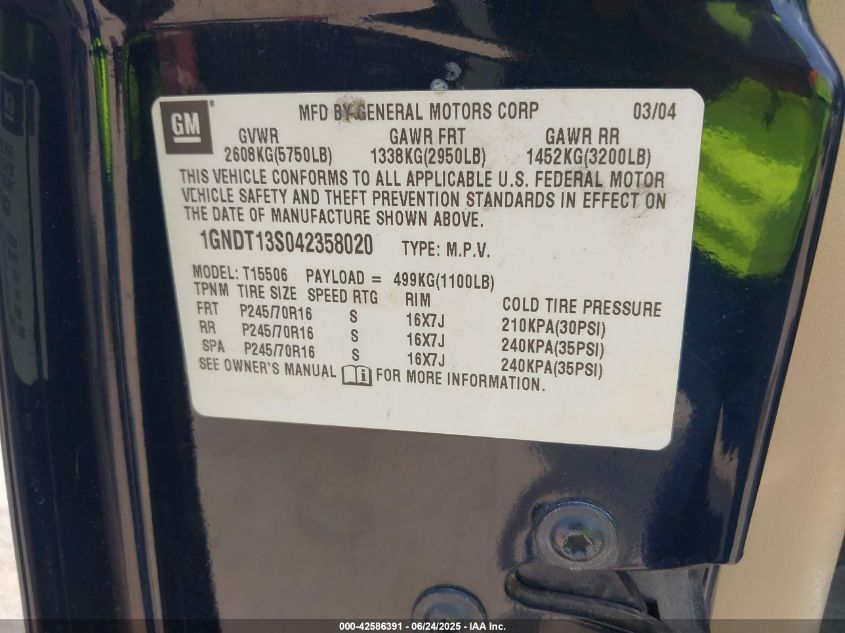 GM
MFD BY GENERAL MOTORS CORP 03/04
GVWR GAWR FRT GAWR RR
2608KG(5750LB) 1338KG(2950LB) 1452KG(3200LB)
THIS VEHICLE CONFORMS TO ALL APPLICABLE U.S. FEDERAL MOTOR
VEHICLE SAFETY AND THEFT PREVENTION STANDARDS IN EFFECT ON
THE DATE OF MANUFACTURE SHOWN ABOVE.
1GNDT13S042358020 TYPE: M.P.V.
MODEL: T15506 PAYLOAD = 499KG(1100LB)
TPNM TIRE SIZE SPEED RTG RIM COLD TIRE PRESSURE
FRT P245/70R16 S 16X7J 210KPA(30PSI)
RR P245/70R16 S 16X7J 240KPA(35PSI)
SPA P245/70R16 S 16X7J 240KPA(35PSI)
SEE OWNER'S MANUAL FOR MORE INFORMATION.
000-42586391 - 06/24/2025 - IAA Inc.